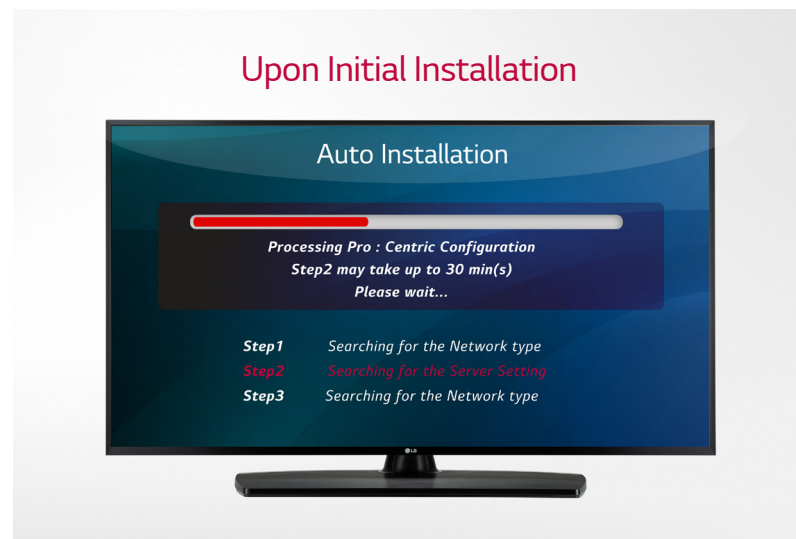 Upon Initial Installation
Auto Installation
Processing Pro : Centric Configuration
Step2 may take up to 30 min(s)
Please wait...
Step1 Searching for the Network type
Step2 Searching for the Server Setting
Step3 Searching for the Network type
LG